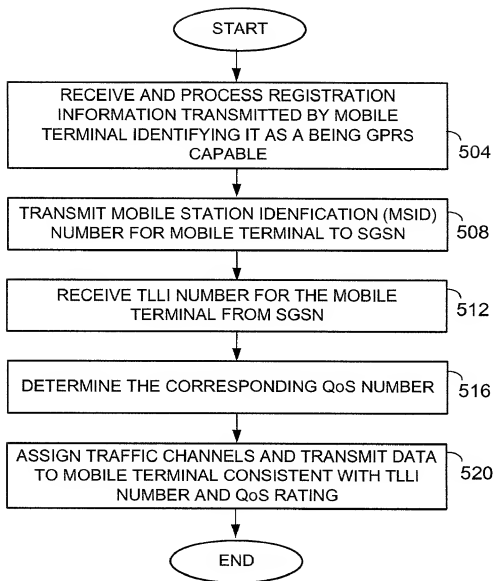 START
RECEIVE AND PROCESS REGISTRATION
INFORMATION TRANSMITTED BY MOBILE
TERMINAL IDENTIFYING IT AS A BEING GPRS
CAPABLE
504
TRANSMIT MOBILE STATION IDENFICATION (MSID)
NUMBER FOR MOBILE TERMINAL TO SGSN
508
RECEIVE TLLI NUMBER FOR THE MOBILE
TERMINAL FROM SGSN
512
DETERMINE THE CORRESPONDING QoS NUMBER
516
ASSIGN TRAFFIC CHANNELS AND TRANSMIT DATA
TO MOBILE TERMINAL CONSISTENT WITH TLLI
NUMBER AND QoS RATING
520
END